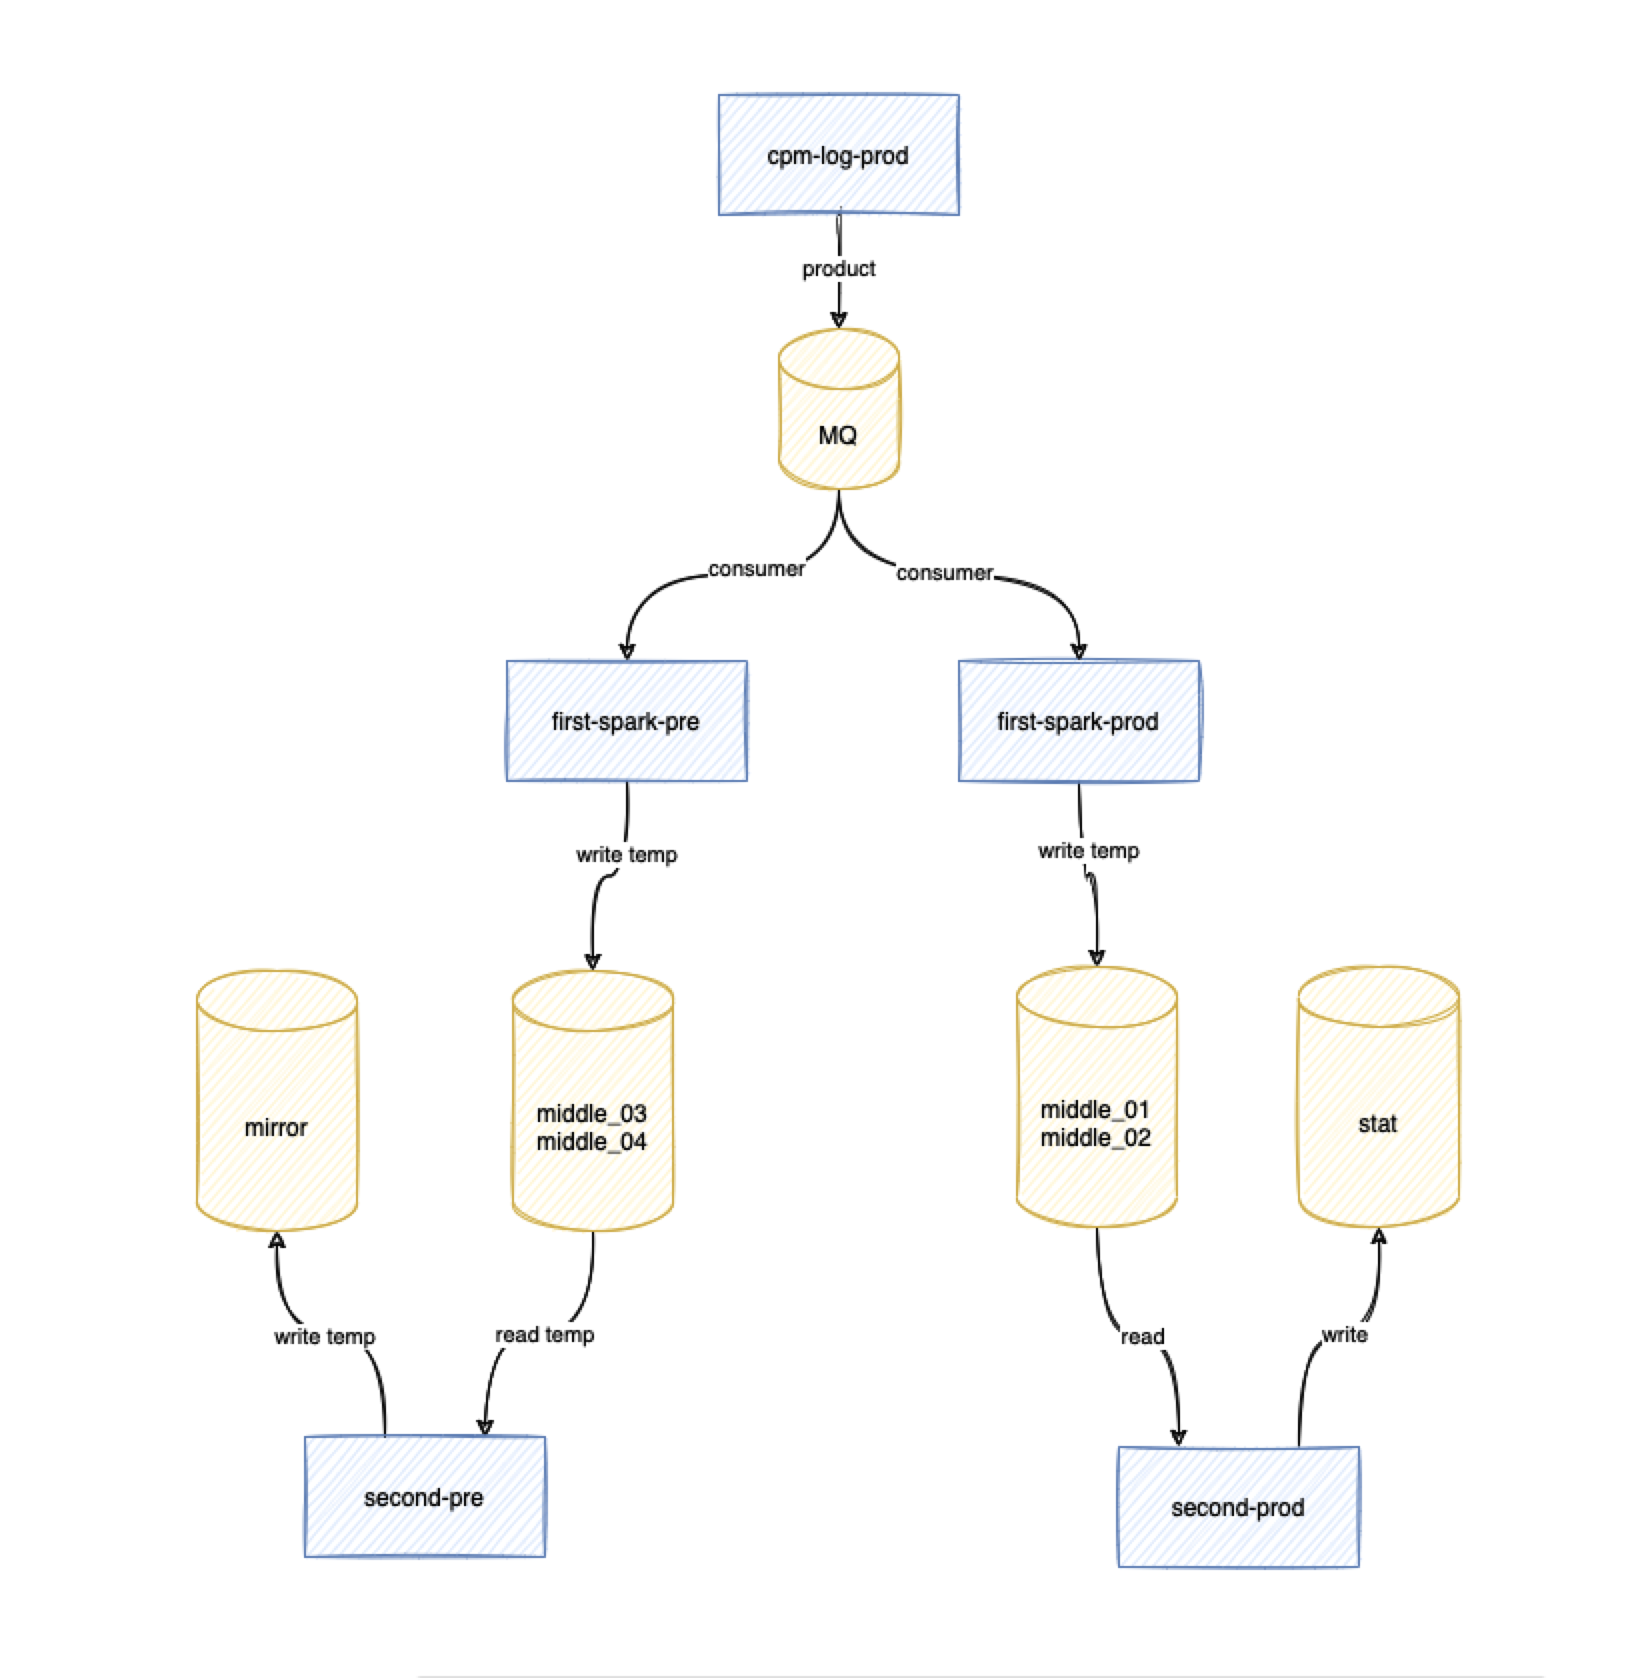 cpm-log-prod
product
MQ
consumer
consumer
first-spark-pre
first-spark-prod
write temp
write temp
mirror
middle_03
middle_04
middle_01
middle_02
stat
write temp
read temp
read
write
second-pre
second-prod